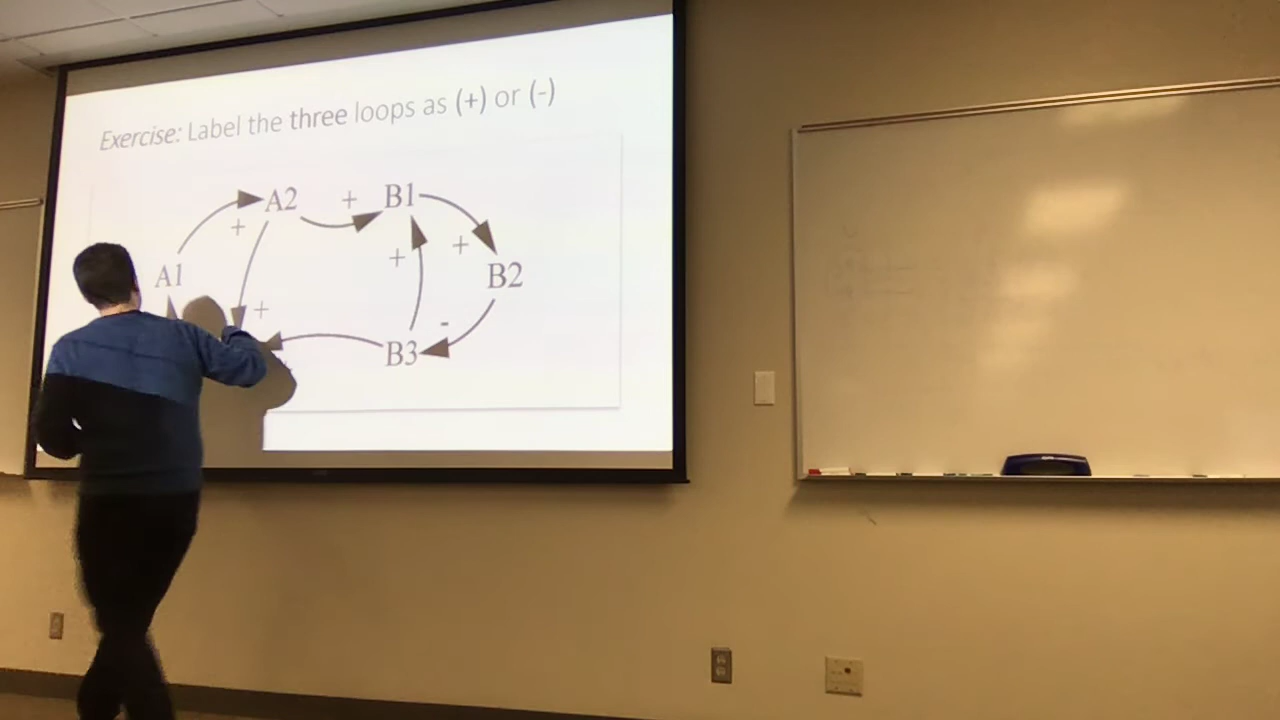 Exercise: Label the three loops as (+) or (-)
A2 + B1
+
+ +
A1 B2
+
-
B3